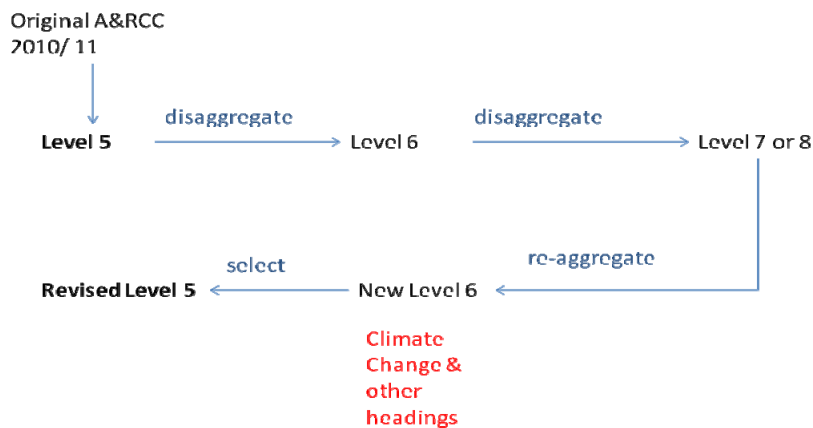 Original A&RCC
2010/ 11
disaggregate
disaggregate
Level 5
Level 6
Level 7 or 8
re-aggregate
select
Revised Level 5
New Level 6
Climate
Change &
other
headings